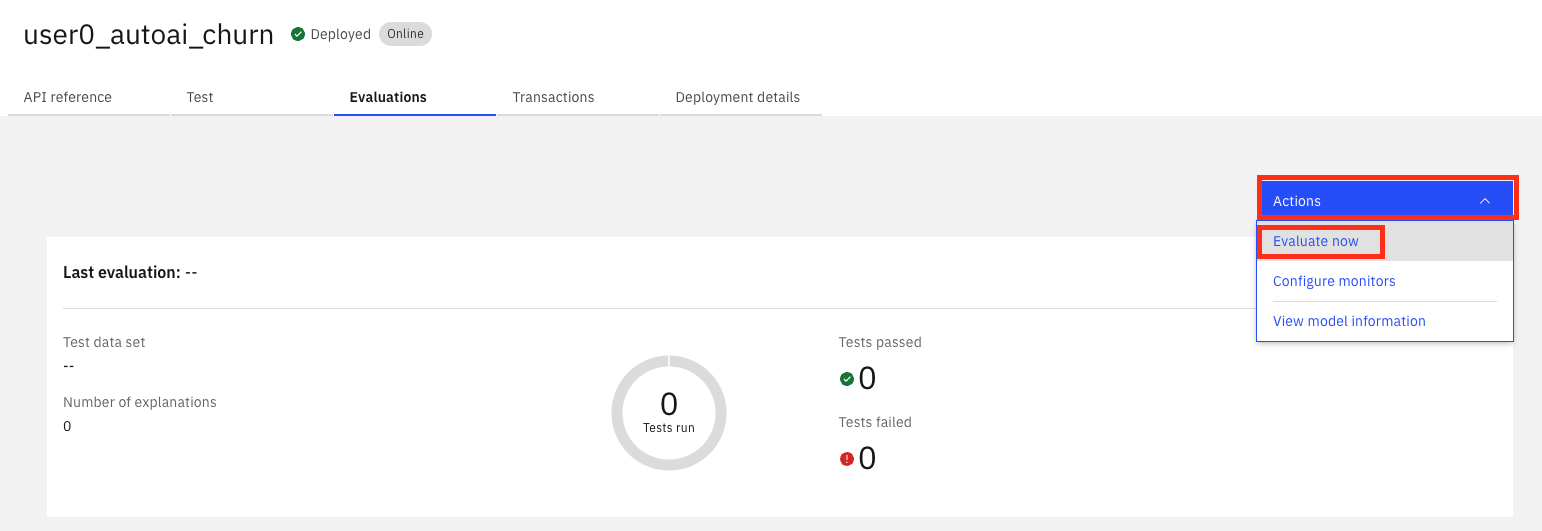 user0_autoai_churn Deployed Online
API reference Test Evaluations Transactions Deployment details
Actions
Evaluate now
Configure monitors
View model information
Last evaluation: --
Test data set
--
Number of explanations
0
0
Tests run
Tests passed
0
Tests failed
0